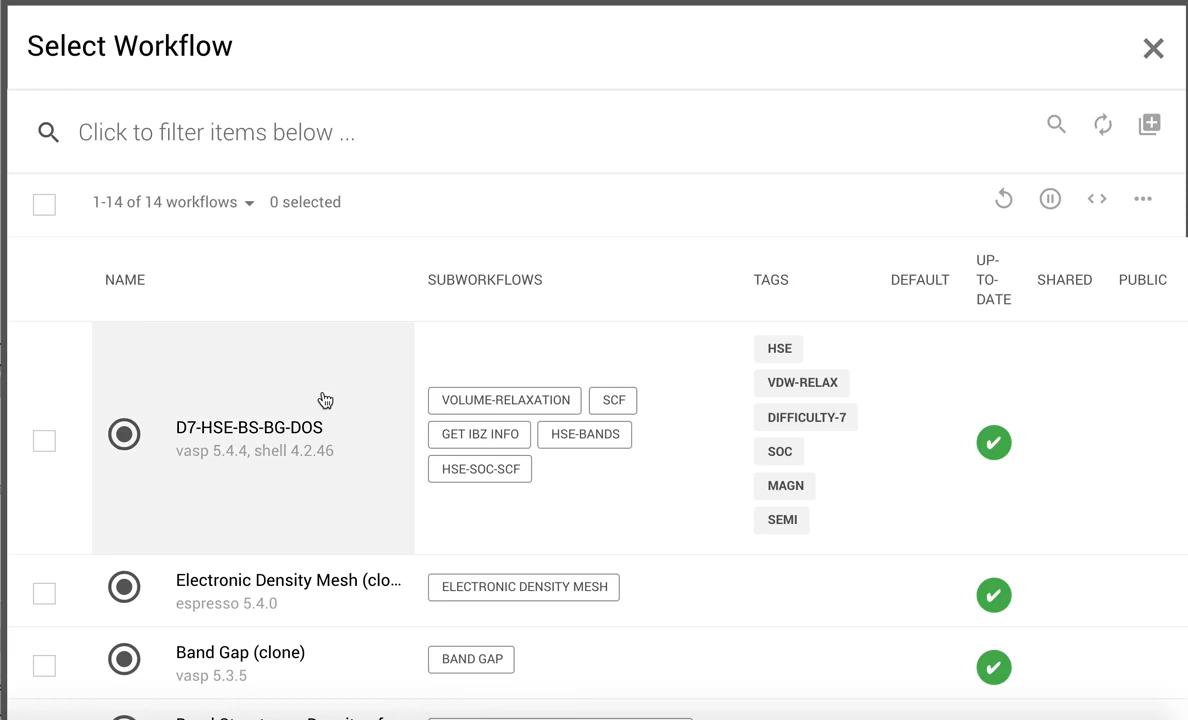 Select Workflow
Click to filter items below ...
1-14 of 14 workflows 0 selected
NAME SUBWORKFLOWS TAGS DEFAULT UP-
TO-
DATE SHARED PUBLIC
D7-HSE-BS-BG-DOS
vasp 5.4.4, shell 4.2.46
VOLUME-RELAXATION SCF
GET IBZ INFO HSE-BANDS
HSE-SOC-SCF
HSE
VDW-RELAX
DIFFICULTY-7
SOC
MAGN
SEMI
Electronic Density Mesh (clo...
espresso 5.4.0
ELECTRONIC DENSITY MESH
Band Gap (clone)
vasp 5.3.5
BAND GAP